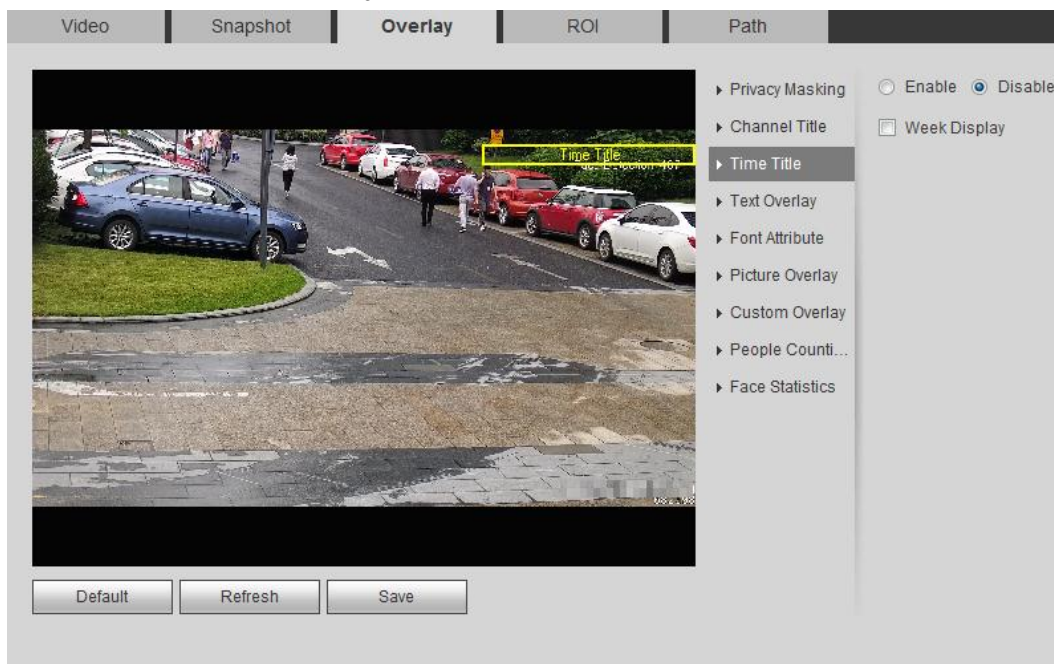 Video Snapshot Overlay ROI Path
Privacy Masking
Enable Disable
Channel Title
Week Display
Time Title
Time Title
Text Overlay
Font Attribute
Picture Overlay
Custom Overlay
People Counti...
Face Statistics
Default Refresh Save